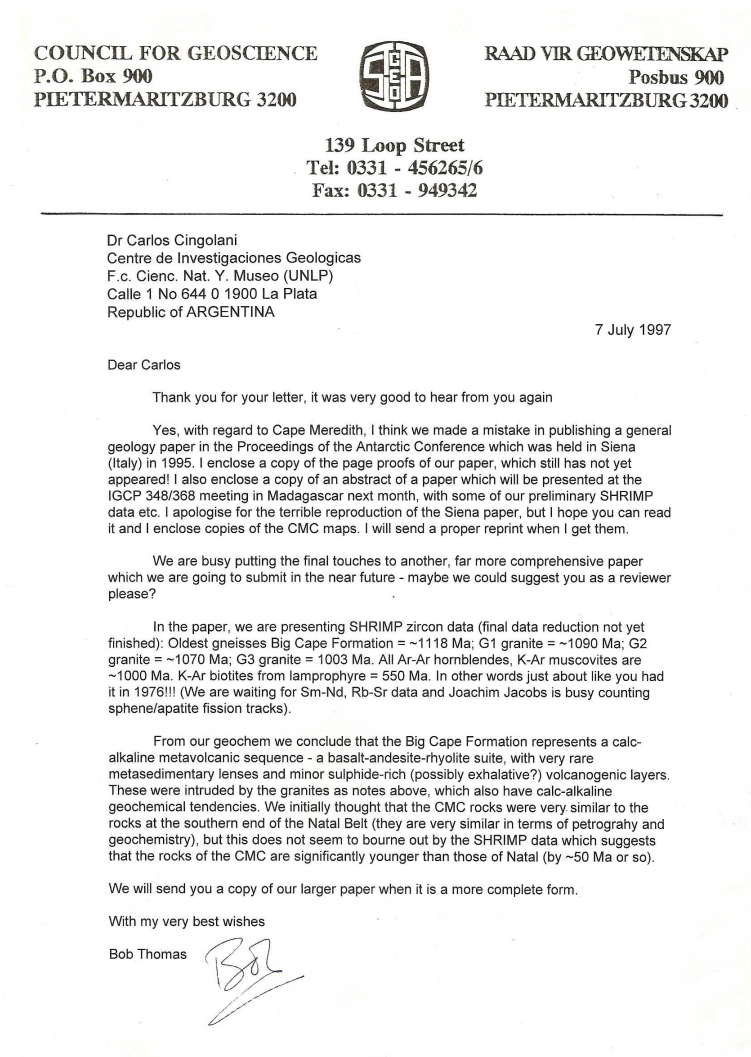 COUNCIL FOR GEOSCIENCE
P.O. Box 900
PIETERMARITZBURG 3200
SGEOA
RAAD VIR GEOWETENSKAP
Posbus 900
PIETERMARITZBURG 3200
139 Loop Street
Tel: 0331 - 456265/6
Fax: 0331 - 949342
Dr Carlos Cingolani
Centre de Investigaciones Geologicas
F.c. Cienc. Nat. Y. Museo (UNLP)
Calle 1 No 644 0 1900 La Plata
Republic of ARGENTINA
7 July 1997
Dear Carlos
Thank you for your letter, it was very good to hear from you again
Yes, with regard to Cape Meredith, I think we made a mistake in publishing a general
geology paper in the Proceedings of the Antarctic Conference which was held in Siena
(Italy) in 1995. I enclose a copy of the page proofs of our paper, which still has not yet
appeared! I also enclose a copy of an abstract of a paper which will be presented at the
IGCP 348/368 meeting in Madagascar next month, with some of our preliminary SHRIMP
data etc. I apologise for the terrible reproduction of the Siena paper, but I hope you can read
it and I enclose copies of the CMC maps. I will send a proper reprint when I get them.
We are busy putting the final touches to another, far more comprehensive paper
which we are going to submit in the near future - maybe we could suggest you as a reviewer
please?
In the paper, we are presenting SHRIMP zircon data (final data reduction not yet
finished): Oldest gneisses Big Cape Formation = ~1118 Ma; G1 granite = ~1090 Ma; G2
granite = ~1070 Ma; G3 granite = 1003 Ma. All Ar-Ar hornblendes, K-Ar muscovites are
~1000 Ma. K-Ar biotites from lamprophyre = 550 Ma. In other words just about like you had
it in 1976!!! (We are waiting for Sm-Nd, Rb-Sr data and Joachim Jacobs is busy counting
sphene/apatite fission tracks).
From our geochem we conclude that the Big Cape Formation represents a calc-
alkaline metavolcanic sequence - a basalt-andesite-rhyolite suite, with very rare
metasedimentary lenses and minor sulphide-rich (possibly exhalative?) volcanogenic layers.
These were intruded by the granites as notes above, which also have calc-alkaline
geochemical tendencies. We initially thought that the CMC rocks were very similar to the
rocks at the southern end of the Natal Belt (they are very similar in terms of petrograhy and
geochemistry), but this does not seem to bourne out by the SHRIMP data which suggests
that the rocks of the CMC are significantly younger than those of Natal (by ~50 Ma or so).
We will send you a copy of our larger paper when it is a more complete form.
With my very best wishes
Bob Thomas
Bob